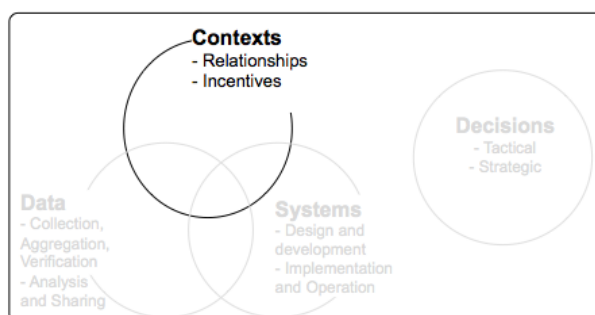 Contexts
- Relationships
- Incentives
Decisions
- Tactical
- Strategic
Data
- Collection,
Aggregation,
Verification
- Analysis
and Sharing
Systems
- Design and
development
- Implementation
and Operation